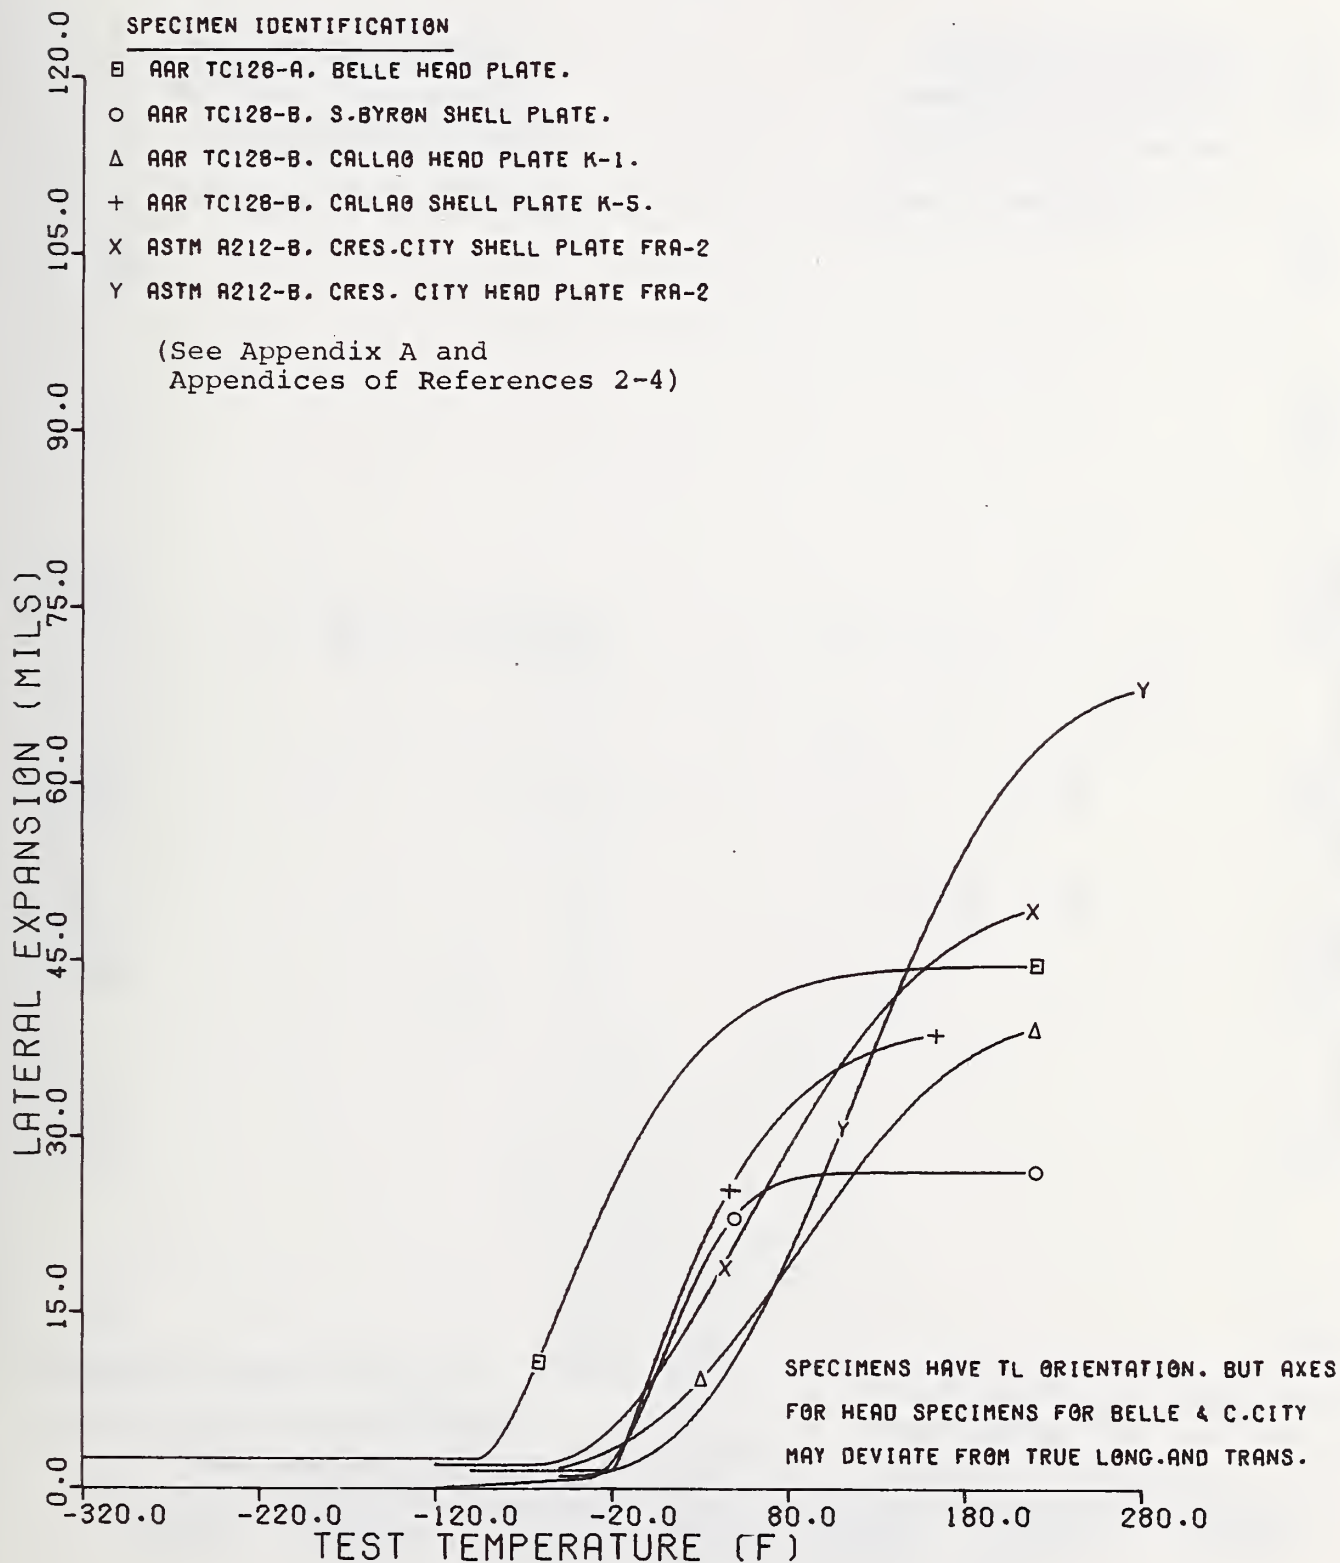 SPECIMEN IDENTIFICATION
AAR TC128-A. BELLE HEAD PLATE.
AAR TC128-B. S.BYRON SHELL PLATE.
AAR TC128-B. CALLAO HEAD PLATE K-1.
+ AAR TC128-B. CALLAO SHELL PLATE K-5.
X ASTM A212-B. CRES.CITY SHELL PLATE FRA-2
Y ASTM A212-B. CRES. CITY HEAD PLATE FRA-2
(See Appendix A and
Appendices of References 2-4)
120.0
105.0
90.0
75.0
60.0
45.0
30.0
15.0
0.0
LATERAL EXPANSION (MILS)
Y
X
+
Y
+
X
SPECIMENS HAVE TL ORIENTATION. BUT AXES
FOR HEAD SPECIMENS FOR BELLE & C.CITY
MAY DEVIATE FROM TRUE LONG.AND TRANS.
-320.0 -220.0 -120.0 -20.0 80.0 180.0 280.0
TEST TEMPERATURE (F)